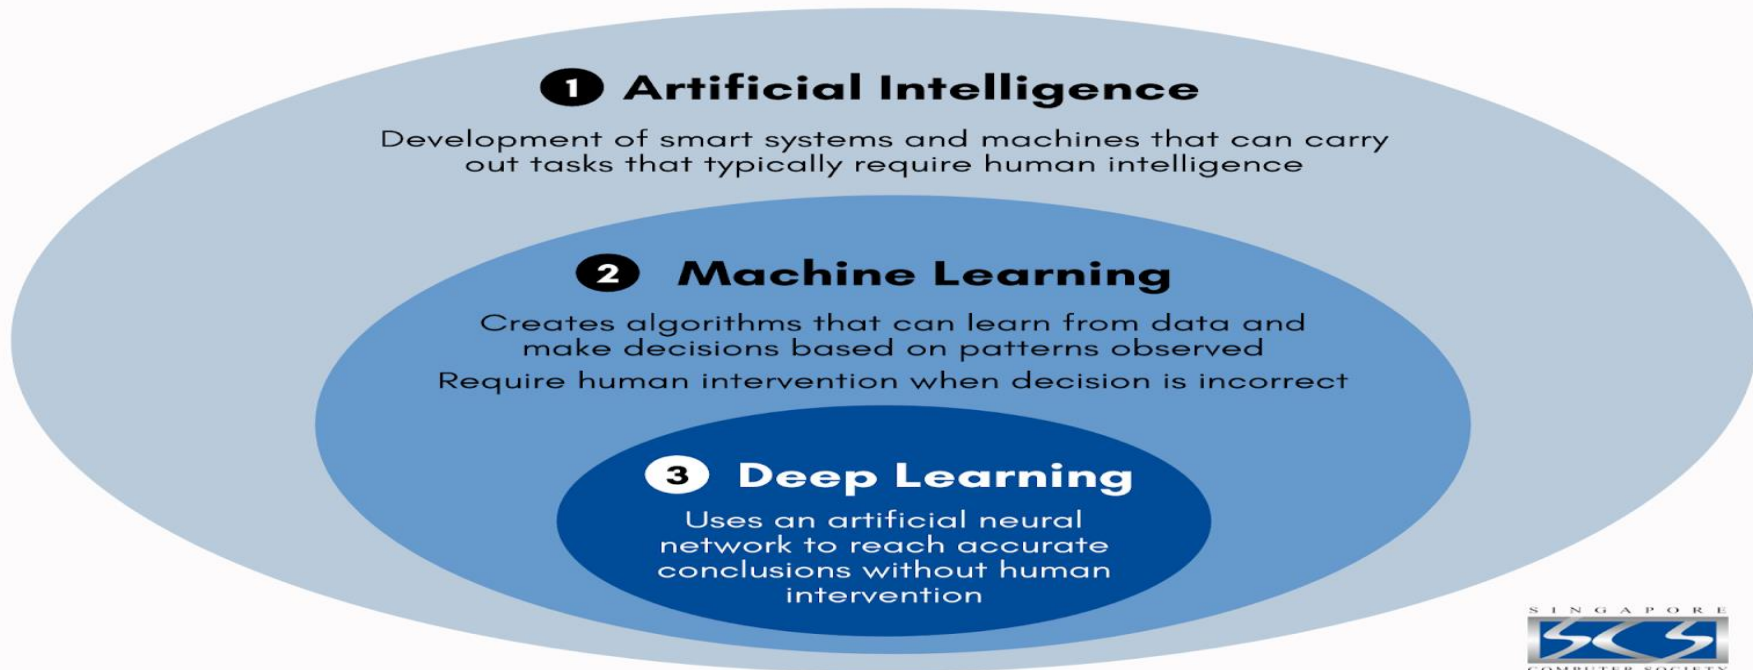 1 Artificial Intelligence
Development of smart systems and machines that can carry
out tasks that typically require human intelligence
2 Machine Learning
Creates algorithms that can learn from data and
make decisions based on patterns observed
Require human intervention when decision is incorrect
3 Deep Learning
Uses an artificial neural
network to reach accurate
conclusions without human
intervention
SINGAPORE
SCS
COMPUTER SOCIETY